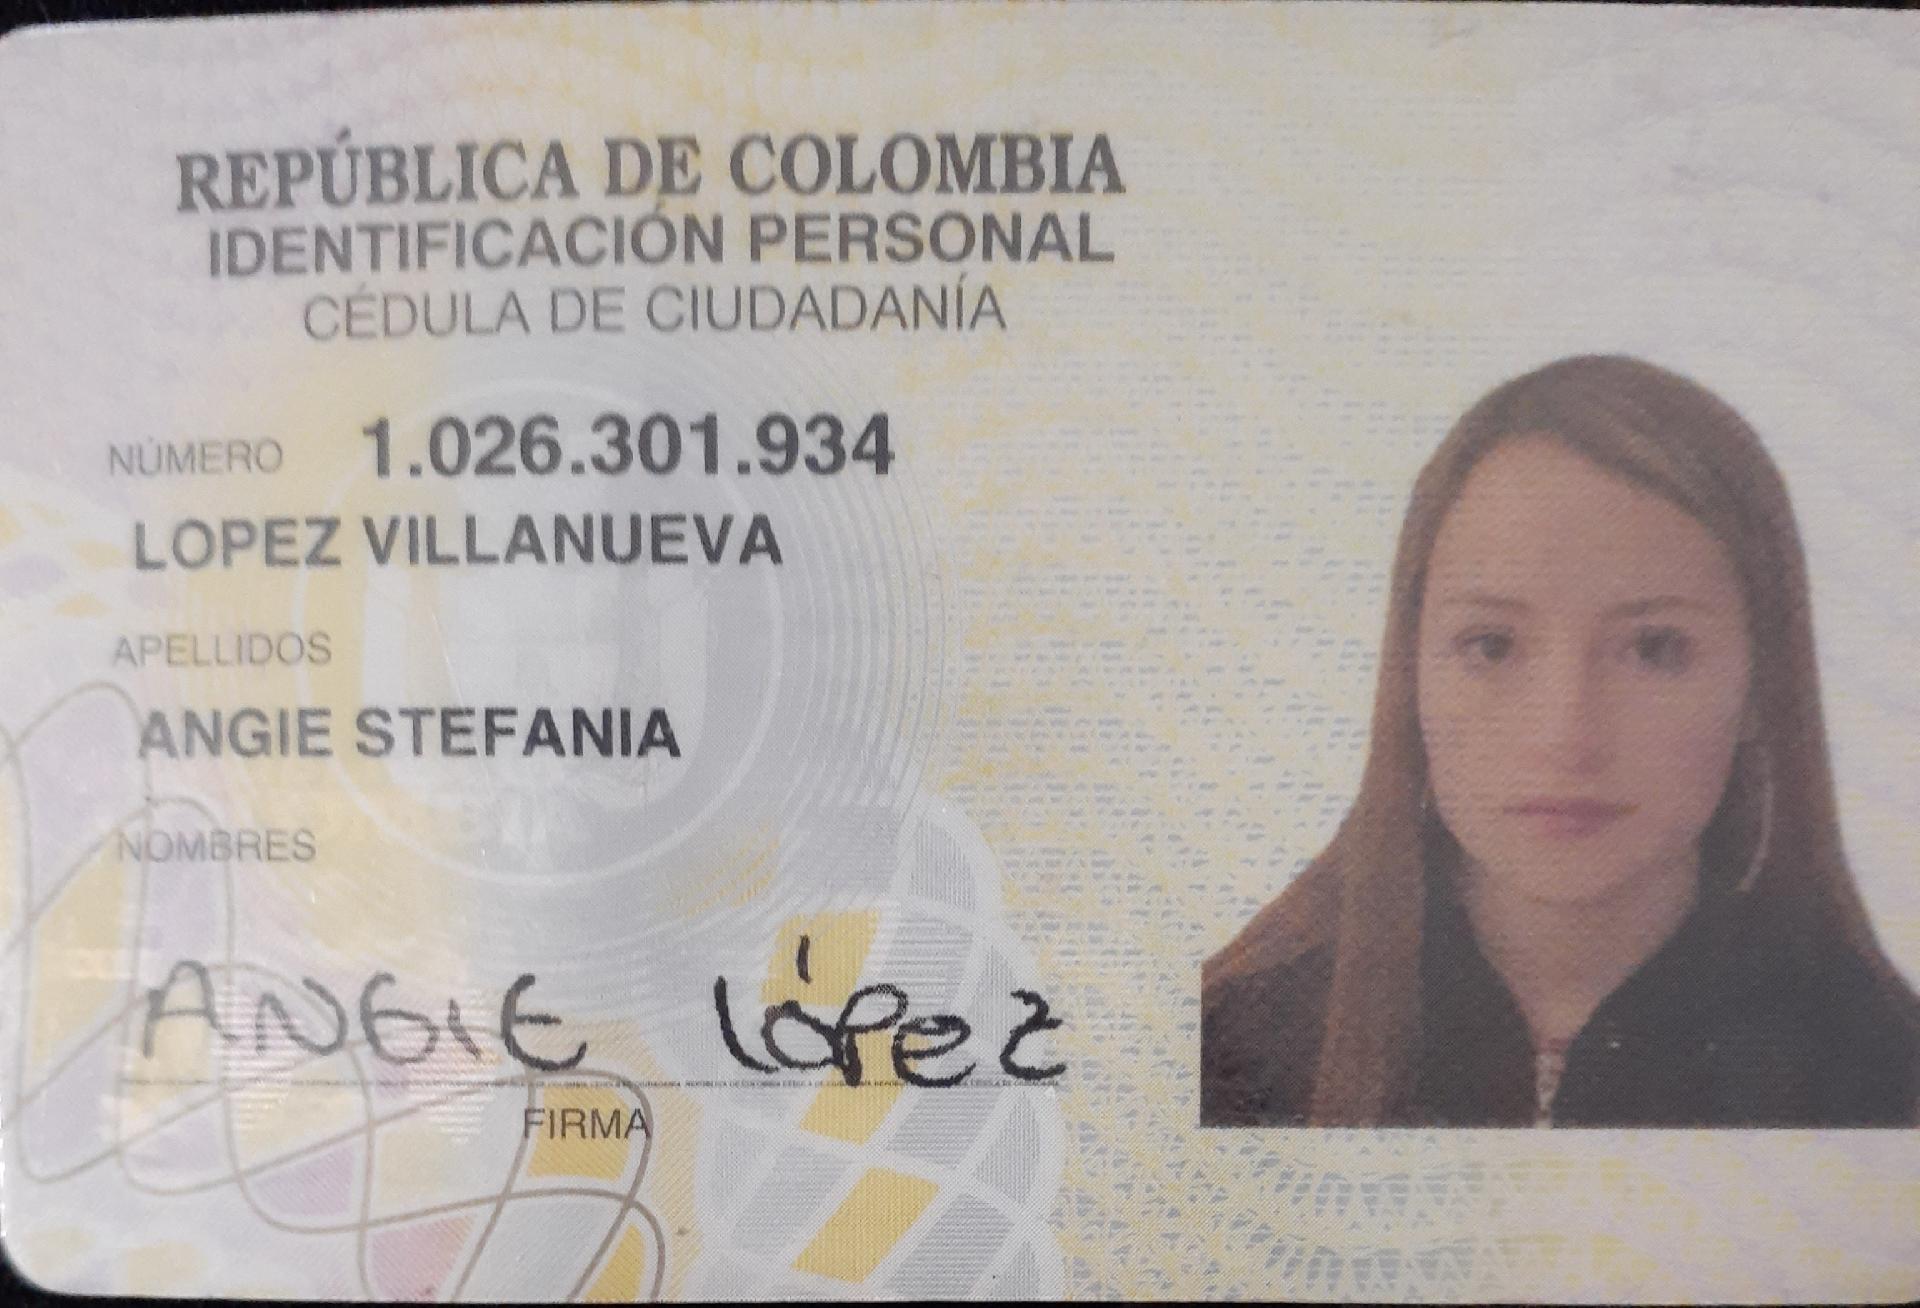 REPÚBLICA DE COLOMBIA
IDENTIFICACIÓN PERSONAL
CÉDULA DE CIUDADANÍA
NÚMERO 1.026.301.934
LOPEZ VILLANUEVA
APELLIDOS
ANGIE STEFANIA
NOMBRES
ANGIE López
FIRMA